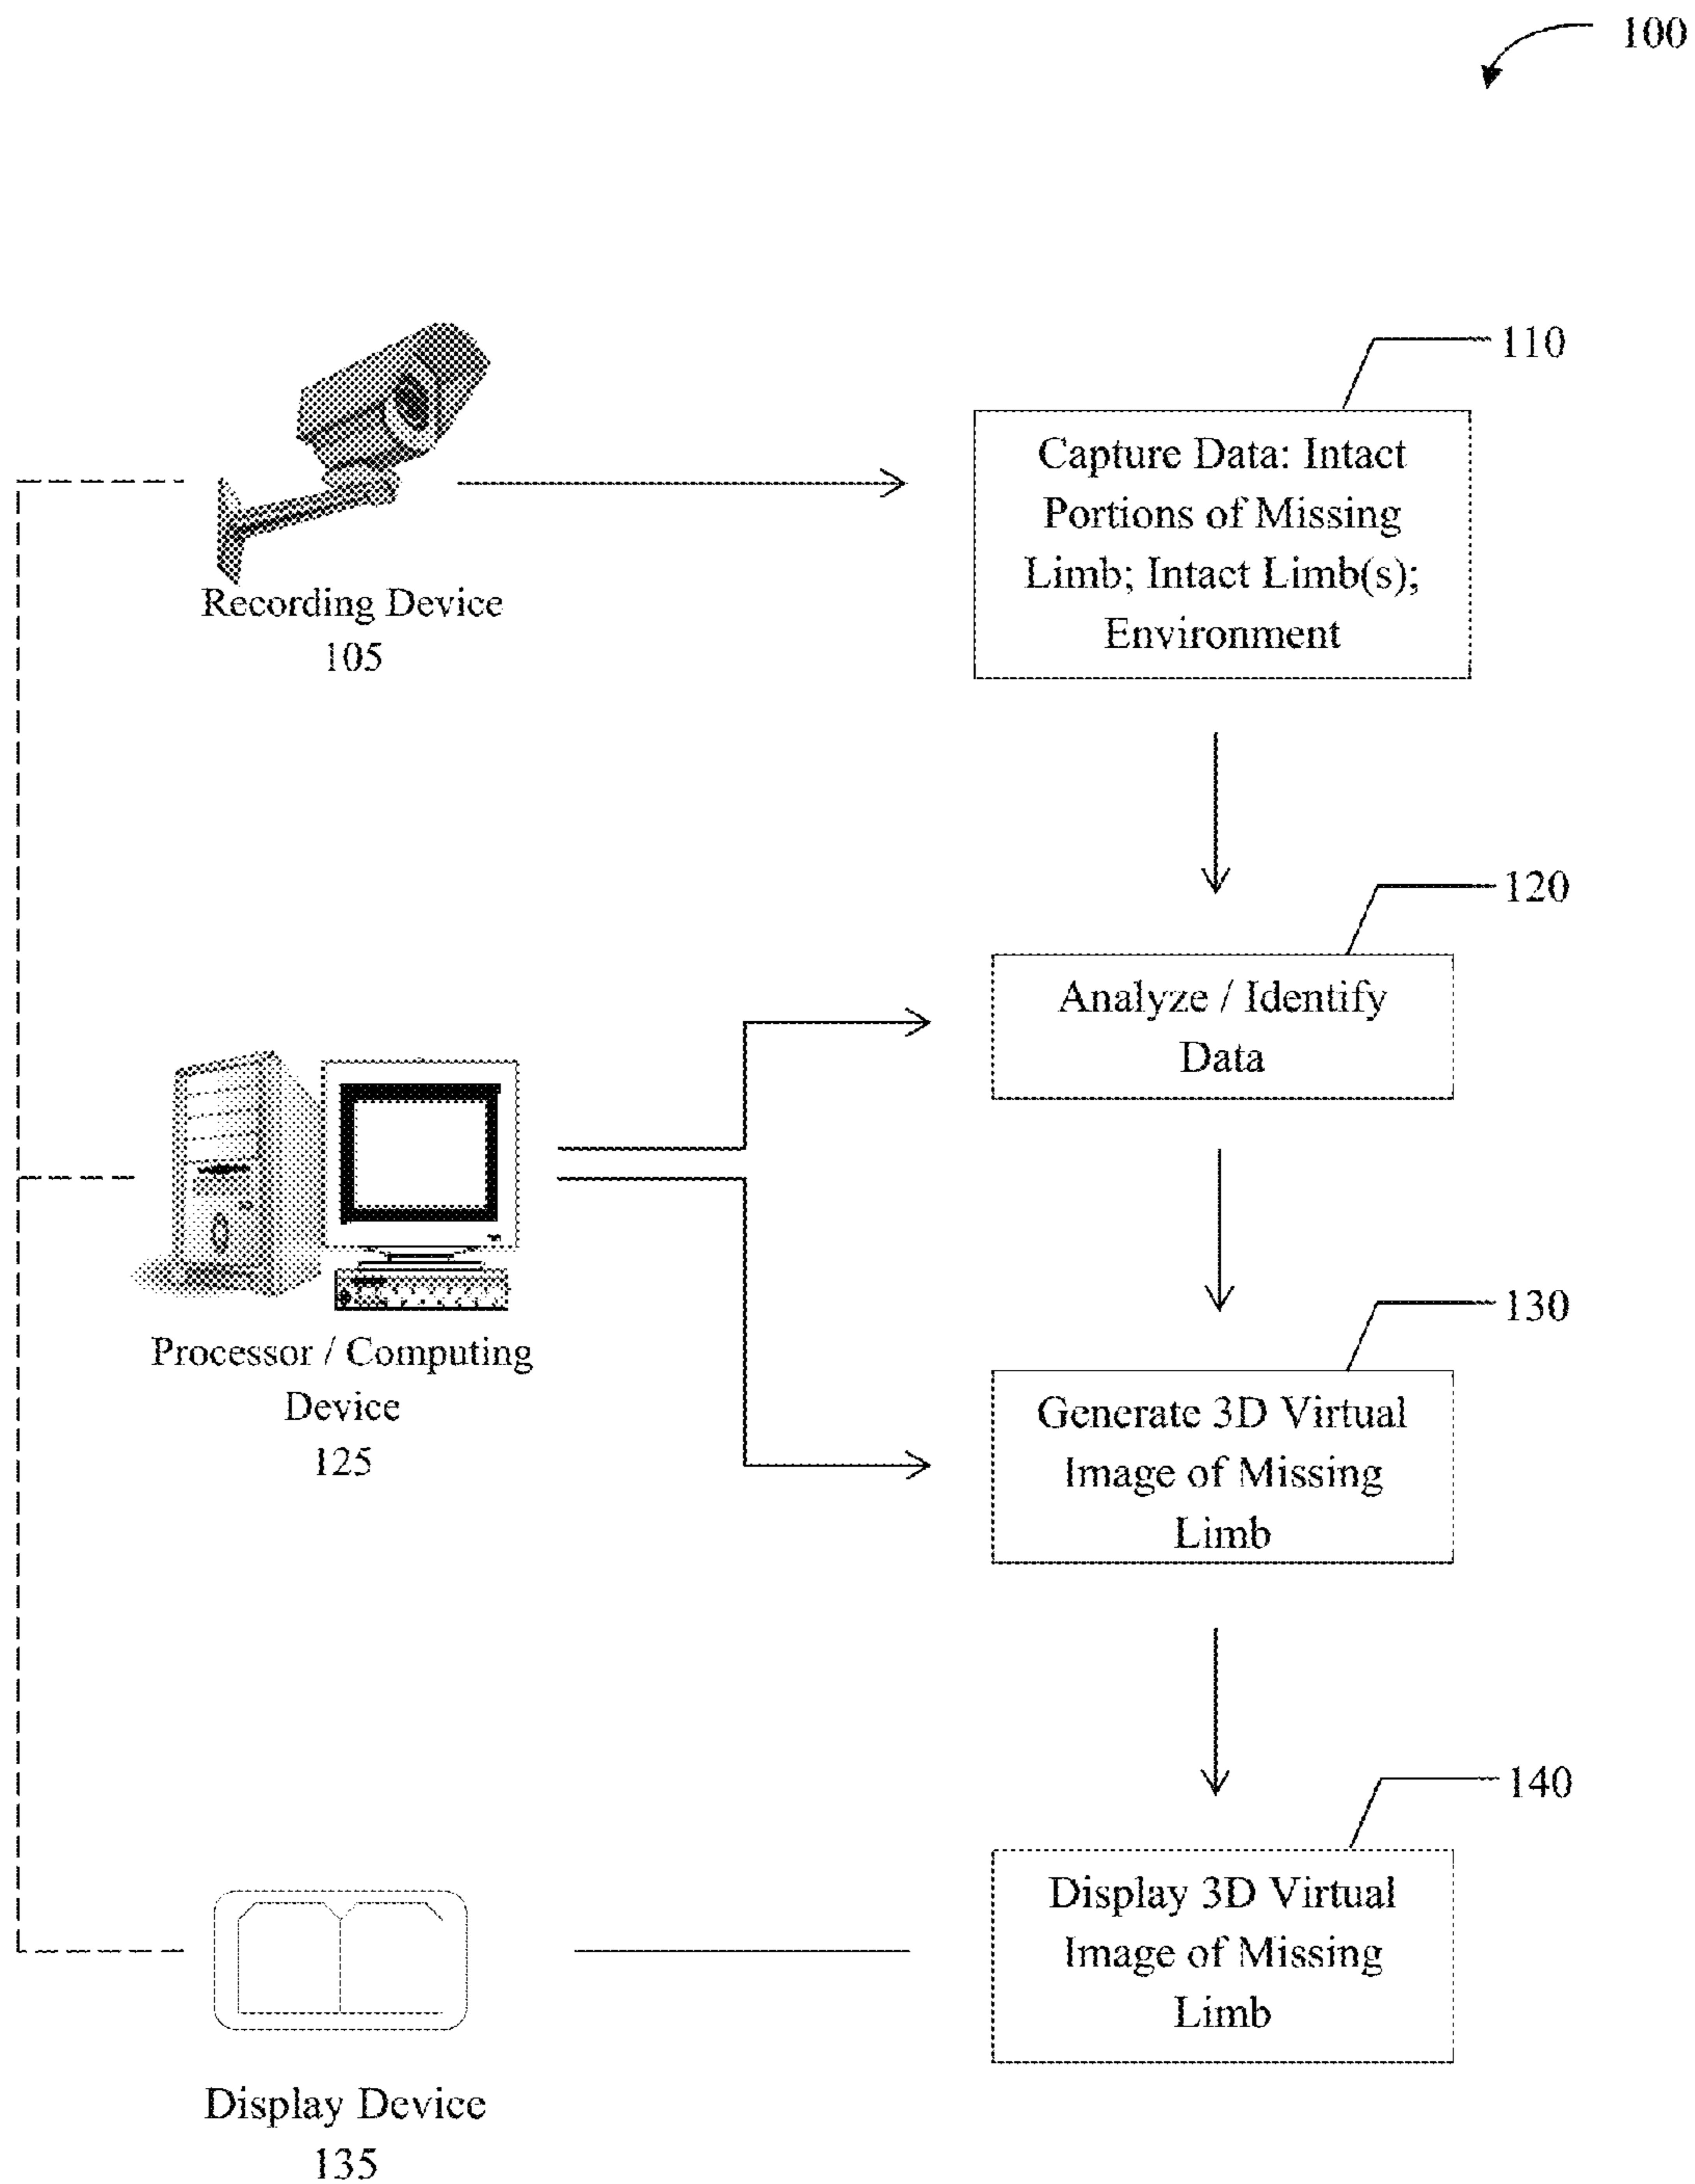 100
110
Capture Data: Intact
Portions of Missing
Limb; Intact Limb(s);
Environment
Recording Device
105
120
Analyze / Identify
Data
130
Processor / Computing
Device
125
Generate 3D Virtual
Image of Missing
Limb
140
Display 3D Virtual
Image of Missing
Limb
Display Device
135